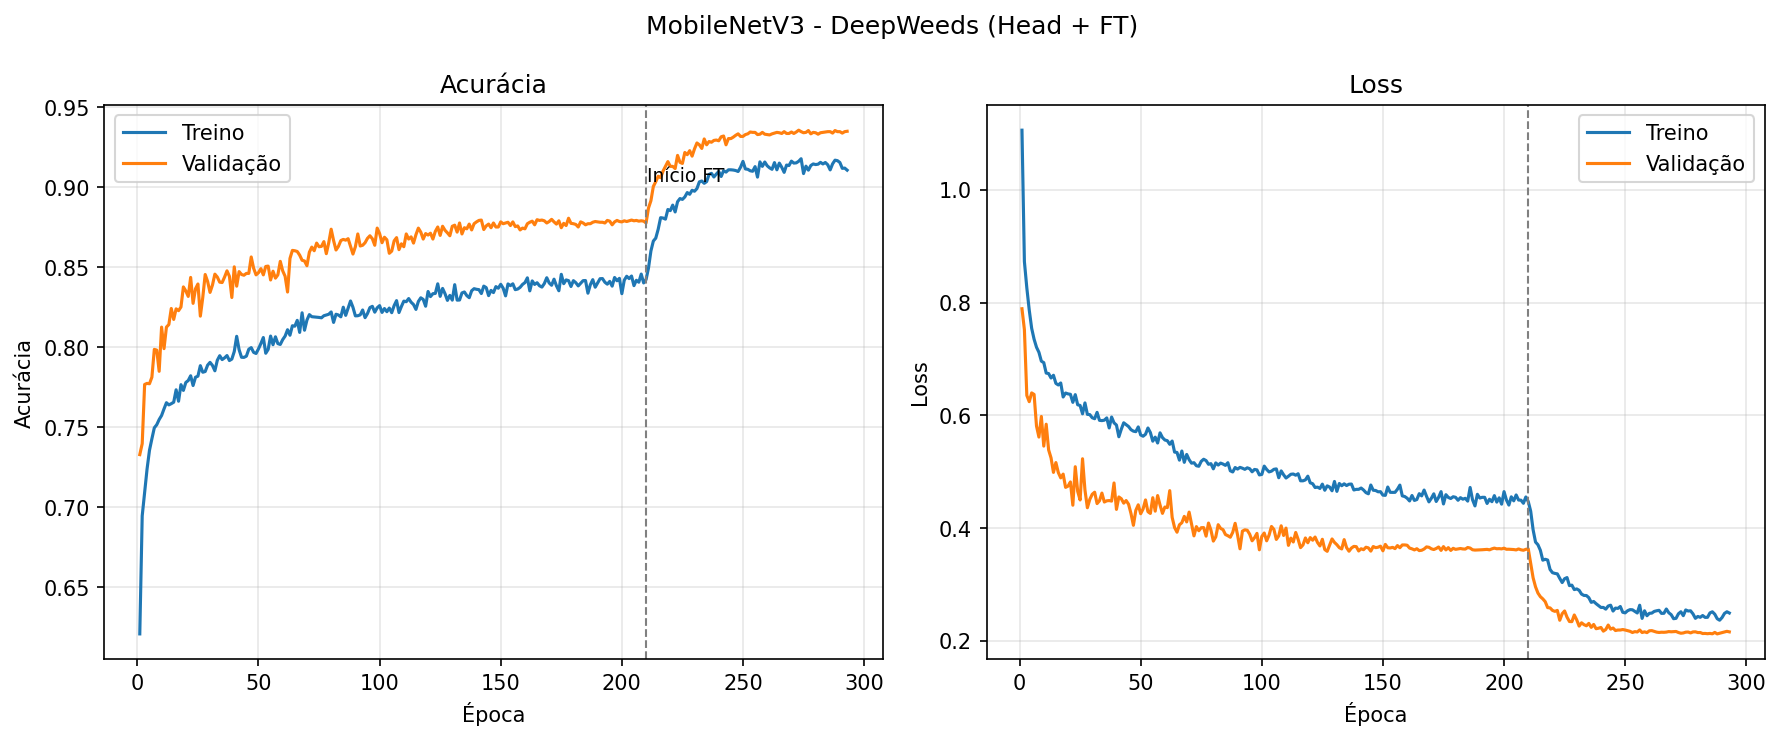 MobileNetV3 - DeepWeeds (Head + FT)
Acurácia
Treino
Validação
Início FT
0.95
0.90
0.85
0.80
0.75
0.70
0.65
Acurácia
0 50 100 150 200 250 300
Época
Loss
Treino
Validação
1.0
0.8
0.6
0.4
0.2
Loss
0 50 100 150 200 250 300
Época